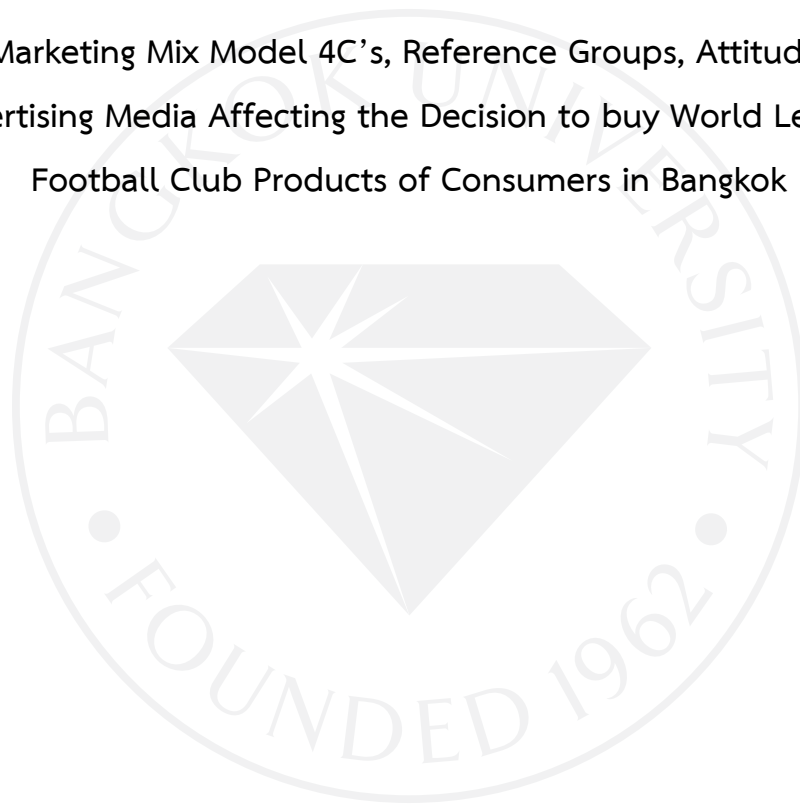 Marketing Mix Model 4C's, Reference Groups, Attitud
ertising Media Affecting the Decision to buy World Le
Football Club Products of Consumers in Bangkok
BANGKOK UNIVERSITY
FOUNDED 1962